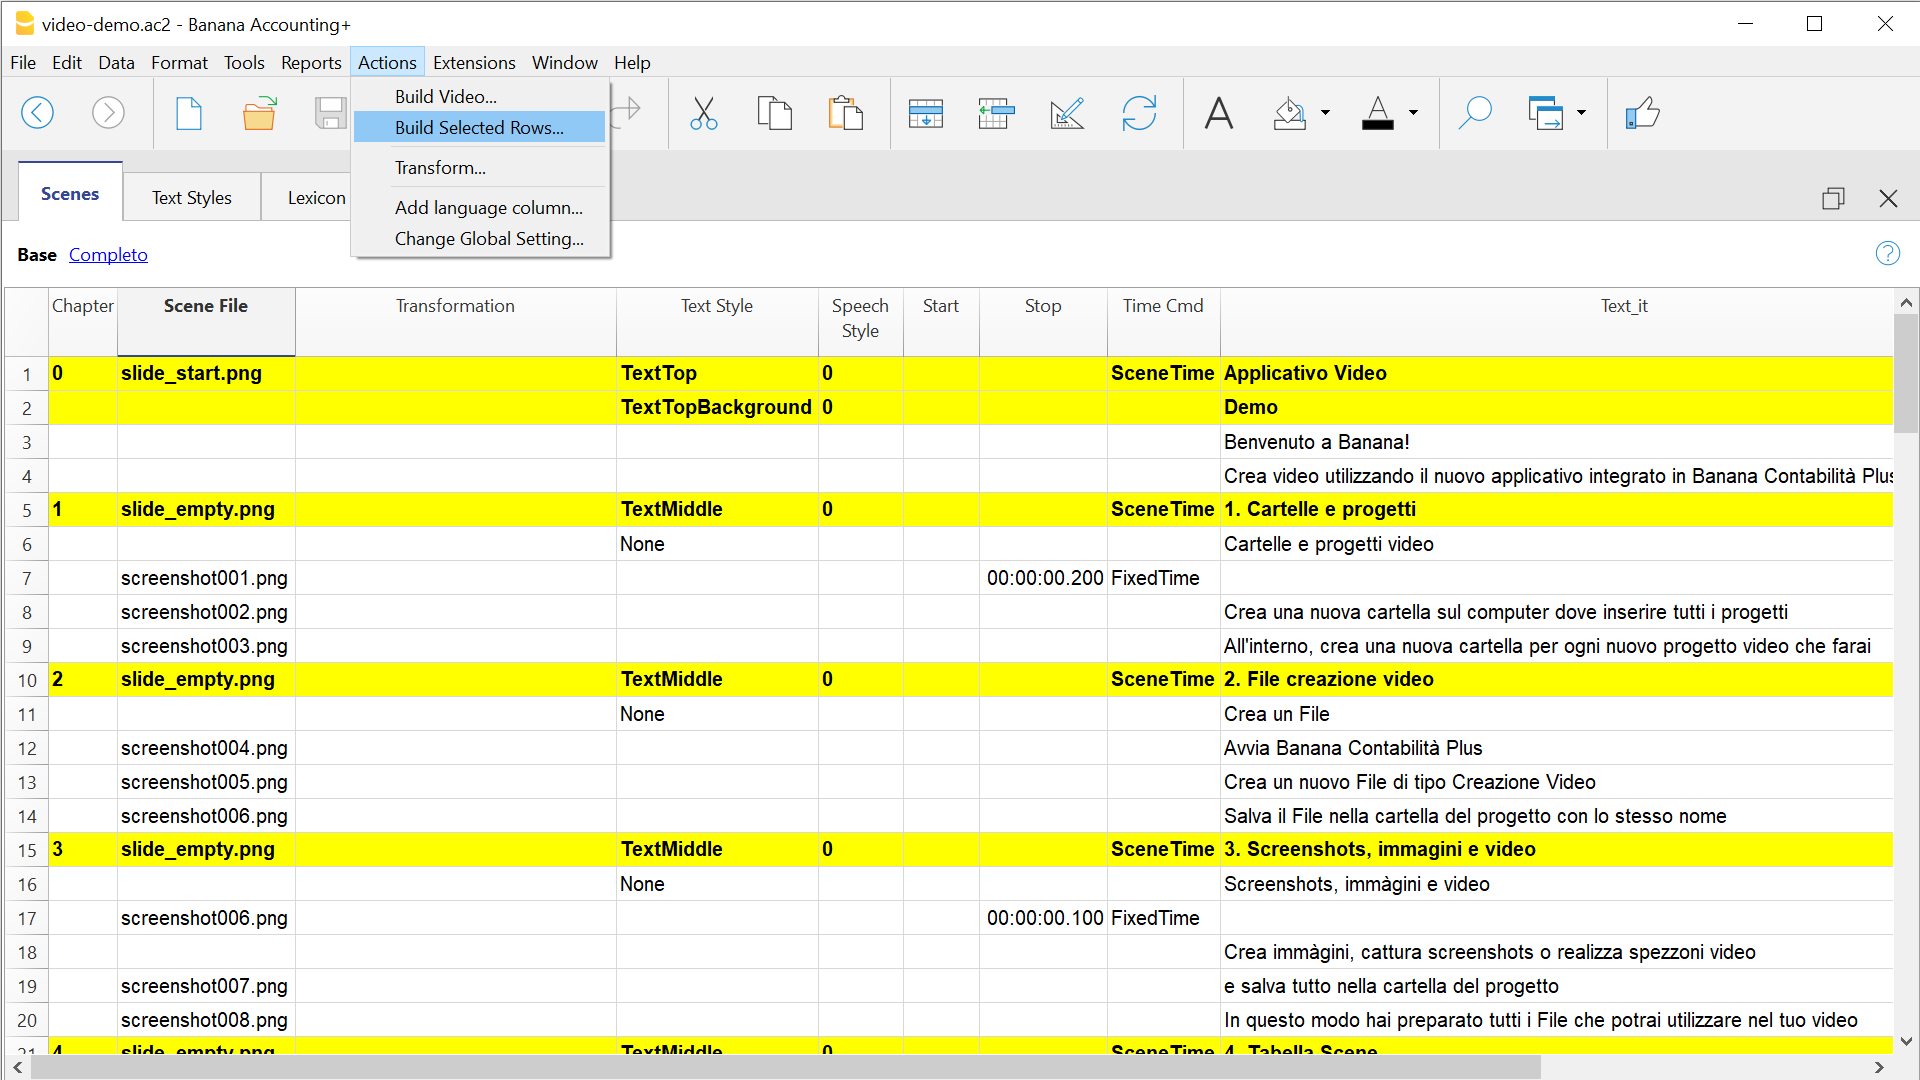 video-demo.ac2 - Banana Accounting+
File Edit Data Format Tools Reports Actions Extensions Window Help
Build Video...
Build Selected Rows...
Transform...
Add language column...
Change Global Setting...
Scenes Text Styles Lexicon
Base Completo
Chapter Scene File Transformation Text Style Speech Style Start Stop Time Cmd Text_it
1 0 slide_start.png TextTop 0 SceneTime Applicativo Video
2 TextTopBackground 0 Demo
3 Benvenuto a Banana!
4 Crea video utilizzando il nuovo applicativo integrato in Banana Contabilità Plus
5 1 slide_empty.png TextMiddle 0 SceneTime 1. Cartelle e progetti
6 None Cartelle e progetti video
7 screenshot001.png 00:00:00.200 FixedTime
8 screenshot002.png Crea una nuova cartella sul computer dove inserire tutti i progetti
9 screenshot003.png All'interno, crea una nuova cartella per ogni nuovo progetto video che farai
10 2 slide_empty.png TextMiddle 0 SceneTime 2. File creazione video
11 None Crea un File
12 screenshot004.png Avvia Banana Contabilità Plus
13 screenshot005.png Crea un nuovo File di tipo Creazione Video
14 screenshot006.png Salva il File nella cartella del progetto con lo stesso nome
15 3 slide_empty.png TextMiddle 0 SceneTime 3. Screenshots, immagini e video
16 None Screenshots, immàgini e video
17 screenshot006.png 00:00:00.100 FixedTime
18 Crea immàgini, cattura screenshots o realizza spezzoni video
19 screenshot007.png e salva tutto nella cartella del progetto
20 screenshot008.png In questo modo hai preparato tutti i File che potrai utilizzare nel tuo video
21 4 slide_empty.png TextMiddle 0 SceneTime 4. Tabella Scene